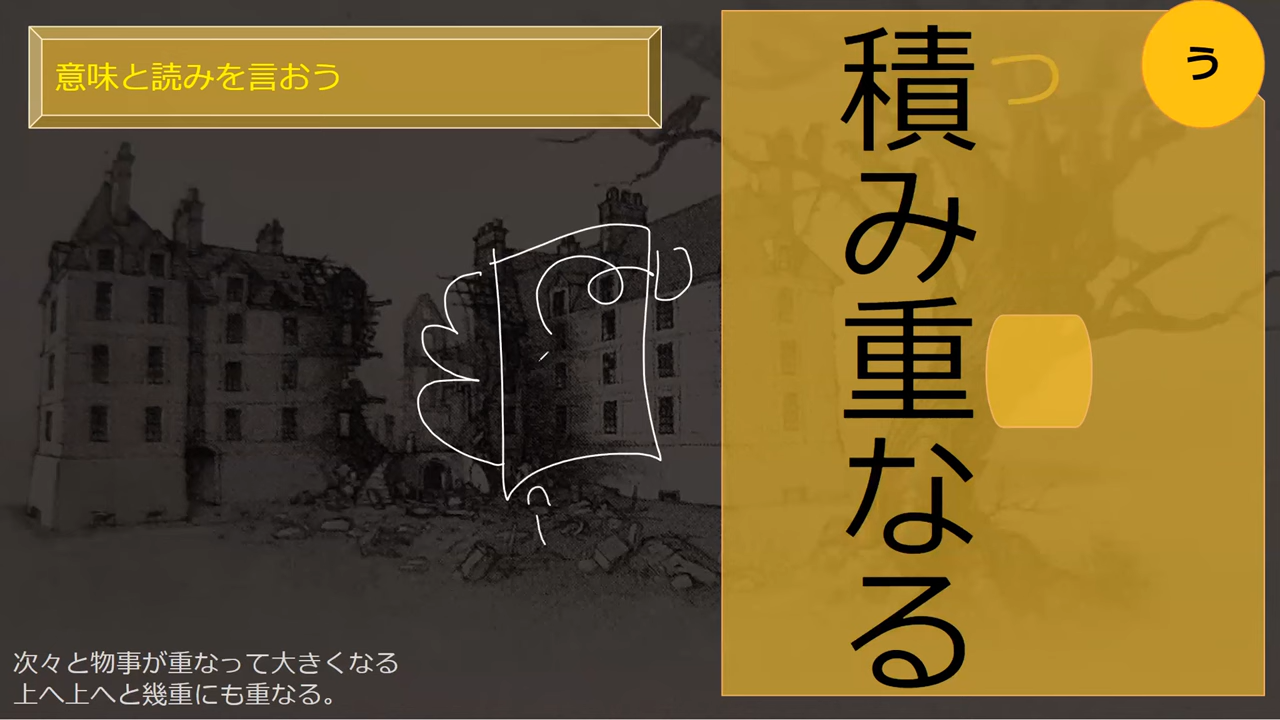 意味と読みを言おう
う
積み重なる
つ
次々と物事が重なって大きくなる
上へ上へと幾重にも重なる。